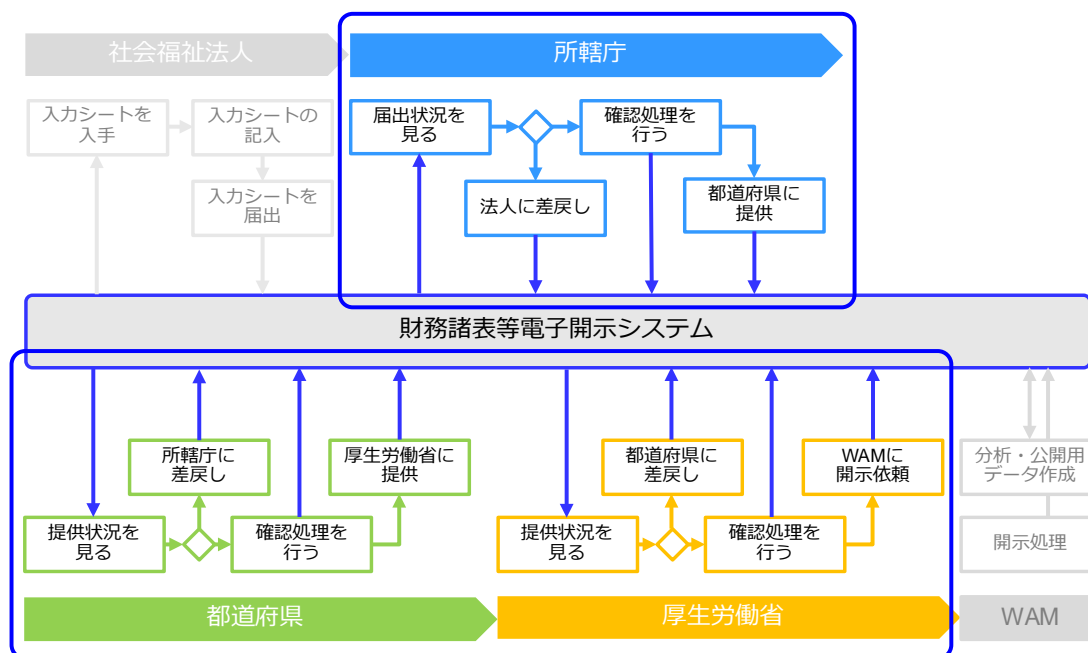 社会福祉法人
所轄庁
入力シートを
入手
入力シートの
記入
入力シートを
届出
届出状況を
見る
確認処理を
行う
法人に差戻し
都道府県に
提供
財務諸表等電子開示システム
所轄庁に
差戻し
厚生労働省に
提供
提供状況を
見る
確認処理を
行う
都道府県に
差戻し
WAMに
開示依頼
提供状況を
見る
確認処理を
行う
分析・公開用
データ作成
開示処理
都道府県
厚生労働省
WAM